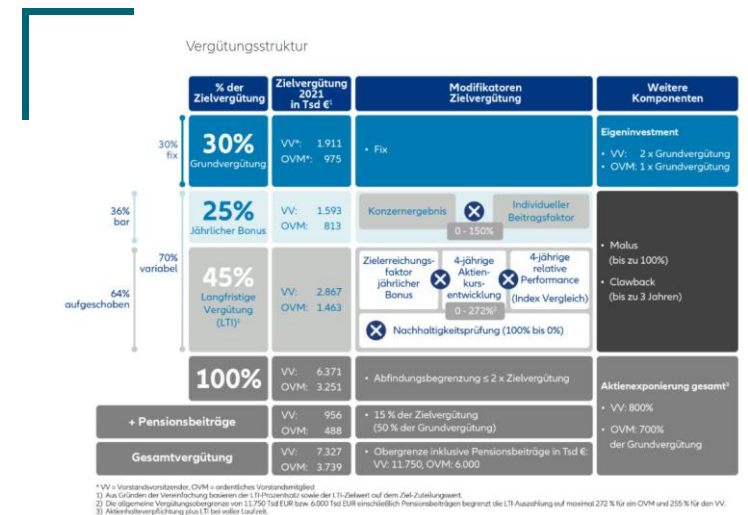 Vergütungsstruktur
% der
Zielvergütung
Zielvergütung
2021
in Tsd €¹
Modifikatoren
Zielvergütung
Weitere
Komponenten
30%
fix
30%
Grundvergütung
VV*: 1.911
OVM*: 975
• Fix
Eigeninvestment
• VV: 2 x Grundvergütung
• OVM: 1 x Grundvergütung
36%
bar
25%
Jährlicher Bonus
VV: 1.593
OVM: 813
Konzernergebnis
Individueller
Beitragsfaktor
0 - 150%
70%
variabel
64%
aufgeschoben
45%
Langfristige
Vergütung
(LTI)¹
VV: 2.867
OVM: 1.463
Zielerreichungs-
faktor
jährlicher
Bonus
4-jährige
Aktien-
kurs-
entwicklung
4-jährige
relative
Performance
(Index Vergleich)
0 - 272%²
Nachhaltigkeitsprüfung (100% bis 0%)
• Malus
(bis zu 100%)
• Clawback
(bis zu 3 Jahren)
100%
VV: 6.371
OVM: 3.251
• Abfindungsbegrenzung ≤ 2 x Zielvergütung
Aktienexponierung gesamt³
• VV: 800%
• OVM: 700%
der Grundvergütung
+ Pensionsbeiträge
VV: 956
OVM: 488
• 15 % der Zielvergütung
(50 % der Grundvergütung)
Gesamtvergütung
VV: 7.327
OVM: 3.739
• Obergrenze inklusive Pensionsbeiträge in Tsd €:
VV: 11.750, OVM: 6.000
* VV = Vorstandsvorsitzender, OVM = ordentliches Vorstandsmitglied
1) Aus Gründen der Vereinfachung basieren der LTI-Prozentsatz sowie der LTI-Zielwert auf dem Ziel-Zuteilungswert.
2) Die allgemeine Vergütungsobergrenze von 11.750 Tsd EUR bzw. 6.000 Tsd EUR einschließlich Pensionsbeiträgen begrenzt die LTI-Auszahlung auf maximal 272 % für ein OVM und 255 % für den VV.
3) Aktienhalteverpflichtung plus LTI bei voller Laufzeit.